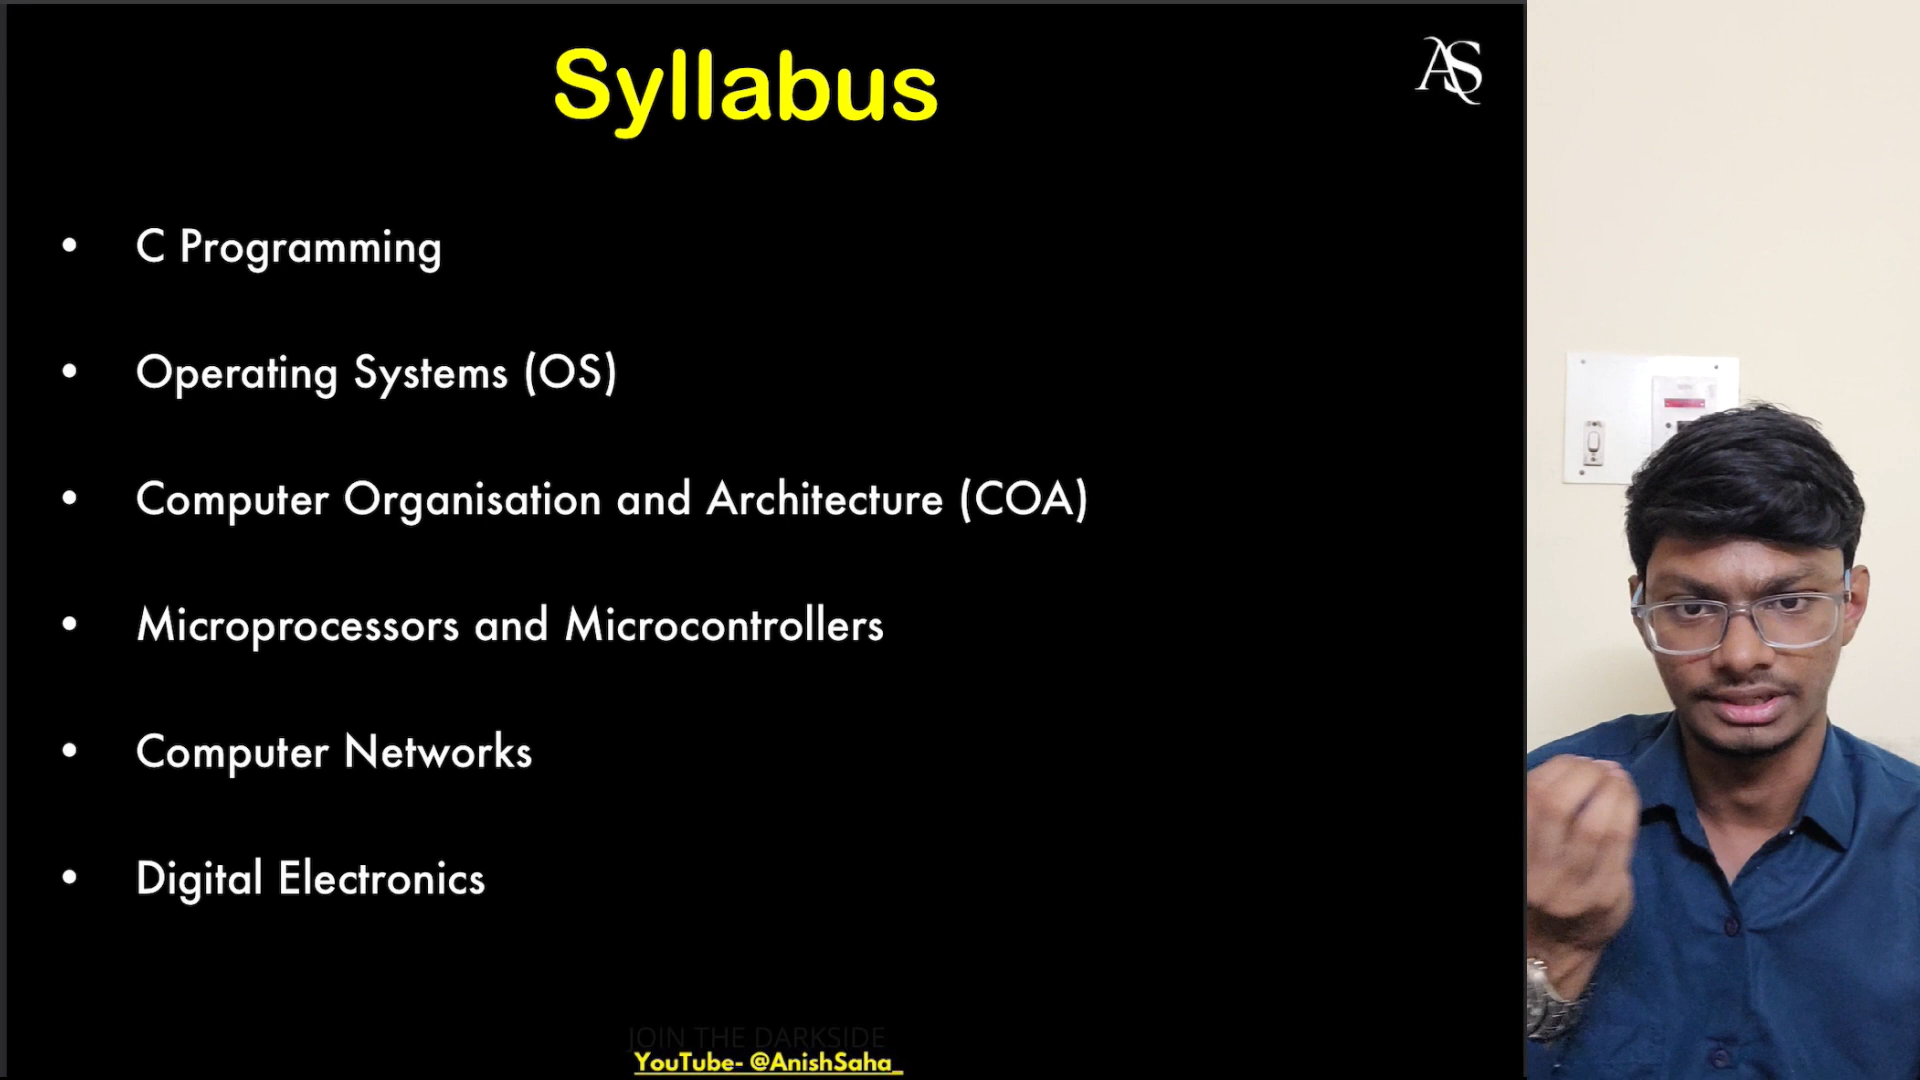 Syllabus
AS
• C Programming
• Operating Systems (OS)
• Computer Organisation and Architecture (COA)
• Microprocessors and Microcontrollers
• Computer Networks
• Digital Electronics
JOIN THE DARKSIDE
YouTube- @AnishSaha_